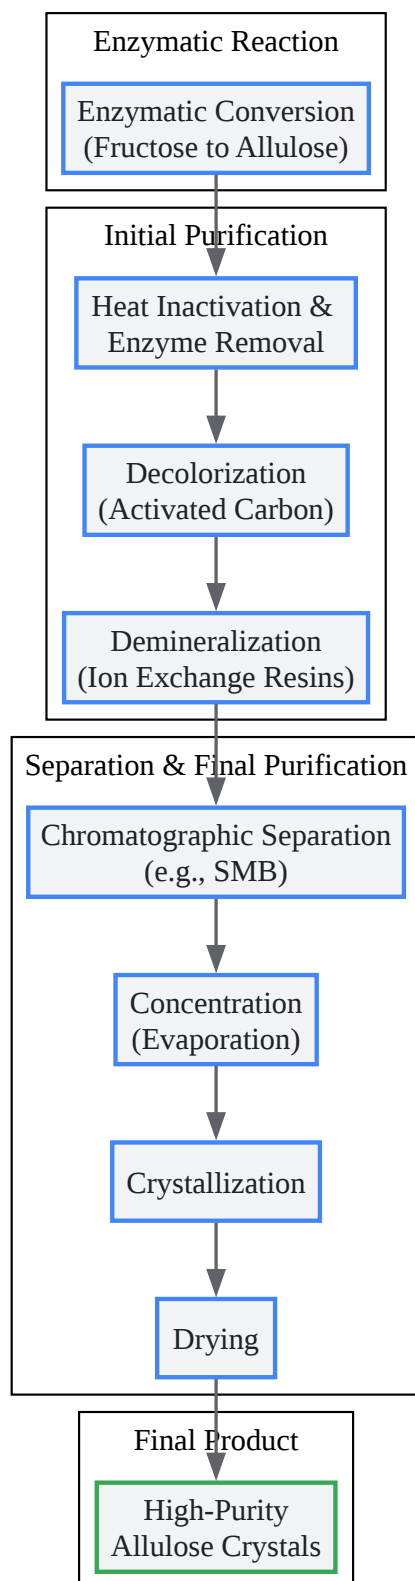 Enzymatic Reaction
Enzymatic Conversion
(Fructose to Allulose)
Initial Purification
Heat Inactivation &
Enzyme Removal
Decolorization
(Activated Carbon)
Demineralization
(Ion Exchange Resins)
Separation & Final Purification
Chromatographic Separation
(e.g., SMB)
Concentration
(Evaporation)
Crystallization
Drying
Final Product
High-Purity
Allulose Crystals